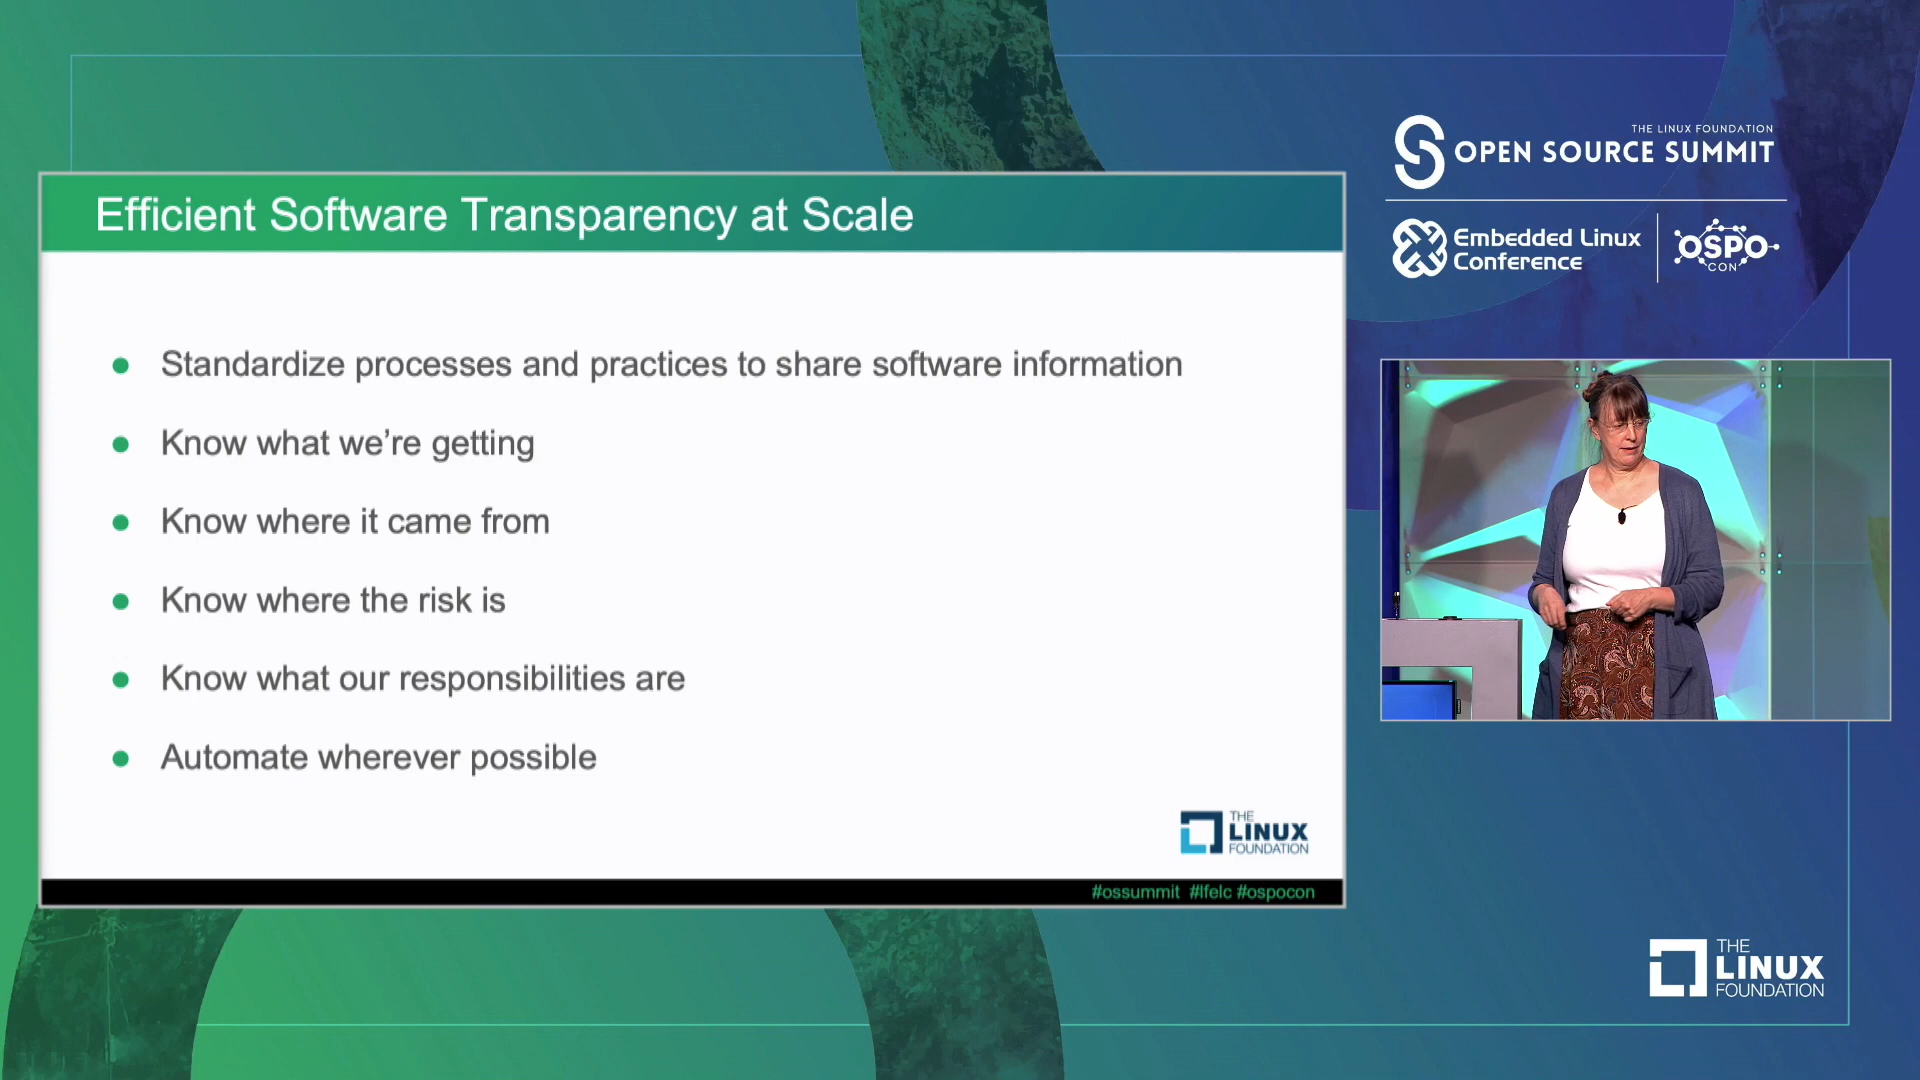 Efficient Software Transparency at Scale
Standardize processes and practices to share software information
Know what we're getting
Know where it came from
Know where the risk is
Know what our responsibilities are
Automate wherever possible
THE
LINUX
FOUNDATION
#ossummit #lfelc #ospocon
THE LINUX FOUNDATION
OPEN SOURCE SUMMIT
Embedded Linux
Conference
OSPO
CON
THE
LINUX
FOUNDATION